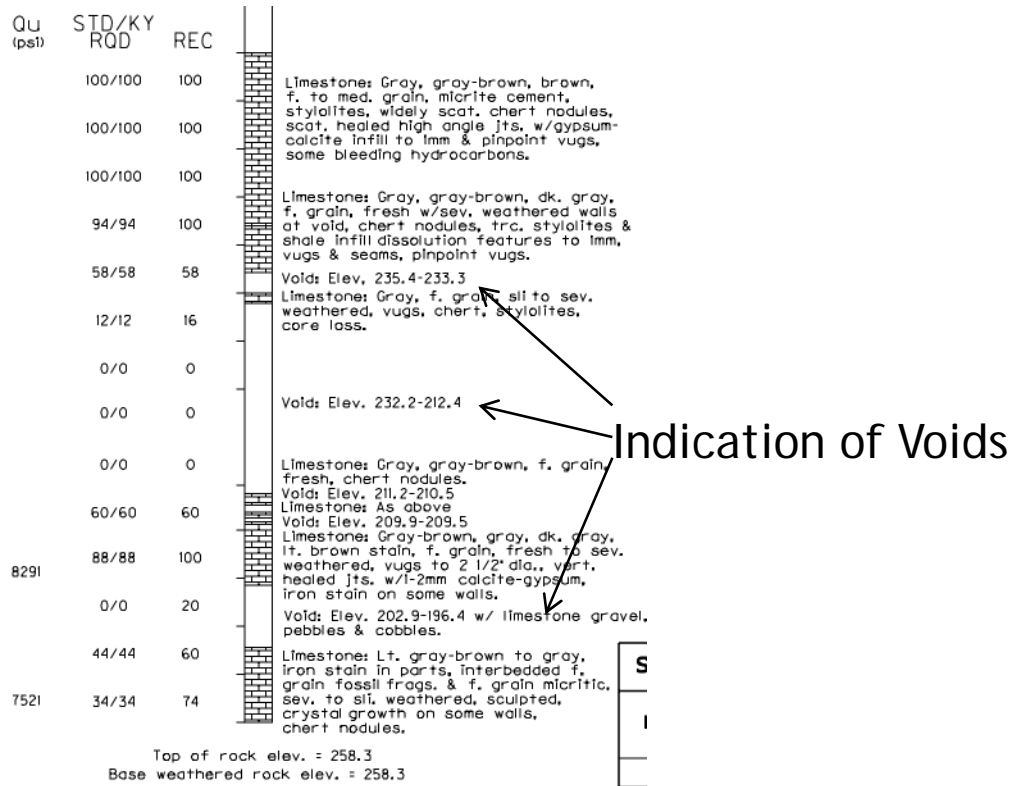 Qu STD/KY
(psi) RQD REC
100/100 100
Limestone: Gray, gray-brown, brown,
f. to med. grain, micrite cement,
stylolites, widely scat. chert nodules,
100/100 100
scat. healed high angle jts. w/gypsum-
calcite infill to 1mm & pinpoint vugs,
some bleeding hydrocarbons.
100/100 100
Limestone: Gray, gray-brown, dk. gray,
f. grain, fresh w/sev. weathered walls
94/94 100
at void, chert nodules, trc. stylolites &
shale infill dissolution features to 1mm,
vugs & seams, pinpoint vugs.
58/58 58
Void: Elev, 235.4-233.3
Limestone: Gray, f. grain, sli to sev.
weathered, vugs, chert, stylolites,
12/12 16
core loss.
0/0 0
Void: Elev. 232.2-212.4
0/0 0
Indication of Voids
0/0 0
Limestone: Gray, gray-brown, f. grain,
fresh, chert nodules.
Void: Elev. 211.2-210.5
Limestone: As above
60/60 60
Void: Elev. 209.9-209.5
Limestone: Gray-brown, gray, dk. gray,
lt. brown stain, f. grain, fresh to sev.
88/88 100
weathered, vugs to 2 1/2" dia., vert.
8291
healed jts. w/1-2mm calcite-gypsum,
iron stain on some walls.
0/0 20
Void: Elev. 202.9-196.4 w/ limestone gravel,
pebbles & cobbles.
44/44 60
Limestone: Lt. gray-brown to gray,
iron stain in parts, interbedded f.
grain fossil frags. & f. grain micritic,
7521 34/34 74
sev. to sli. weathered, sculpted,
crystal growth on some walls,
chert nodules.
S
Top of rock elev. = 258.3
Base weathered rock elev. = 258.3